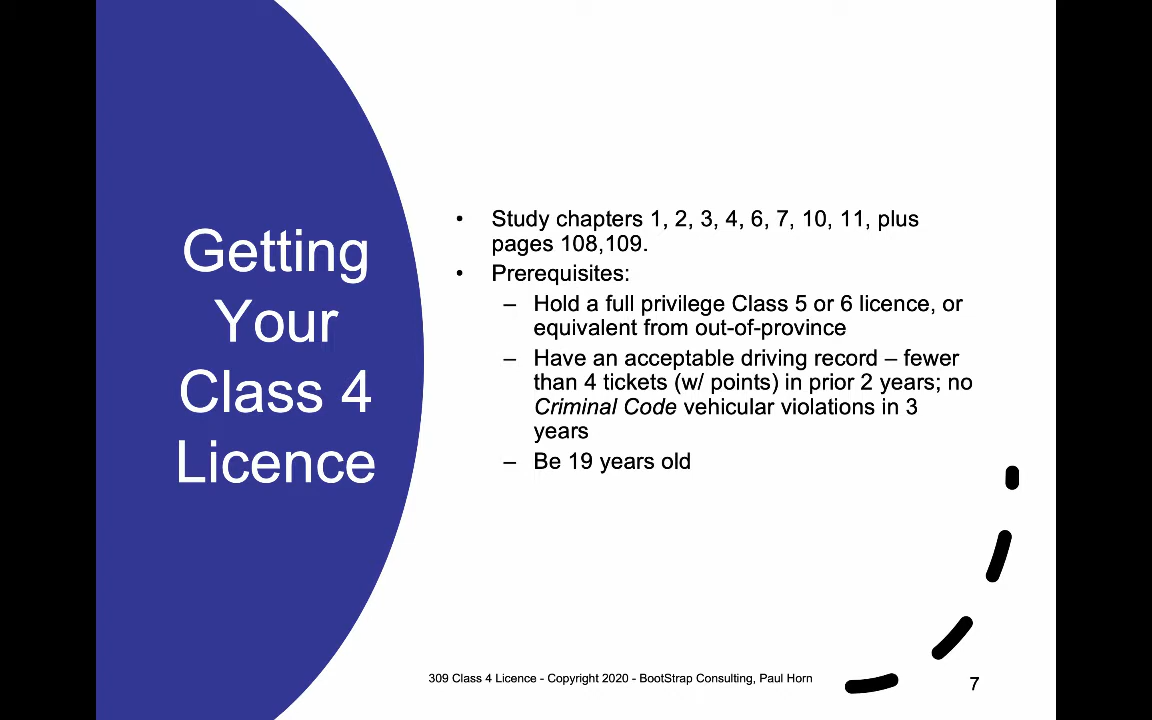 Getting
Your
Class 4
Licence
• Study chapters 1, 2, 3, 4, 6, 7, 10, 11, plus
pages 108,109.
• Prerequisites:
– Hold a full privilege Class 5 or 6 licence, or
equivalent from out-of-province
– Have an acceptable driving record – fewer
than 4 tickets (w/ points) in prior 2 years; no
Criminal Code vehicular violations in 3
years
– Be 19 years old
309 Class 4 Licence - Copyright 2020 - BootStrap Consulting, Paul Horn
7